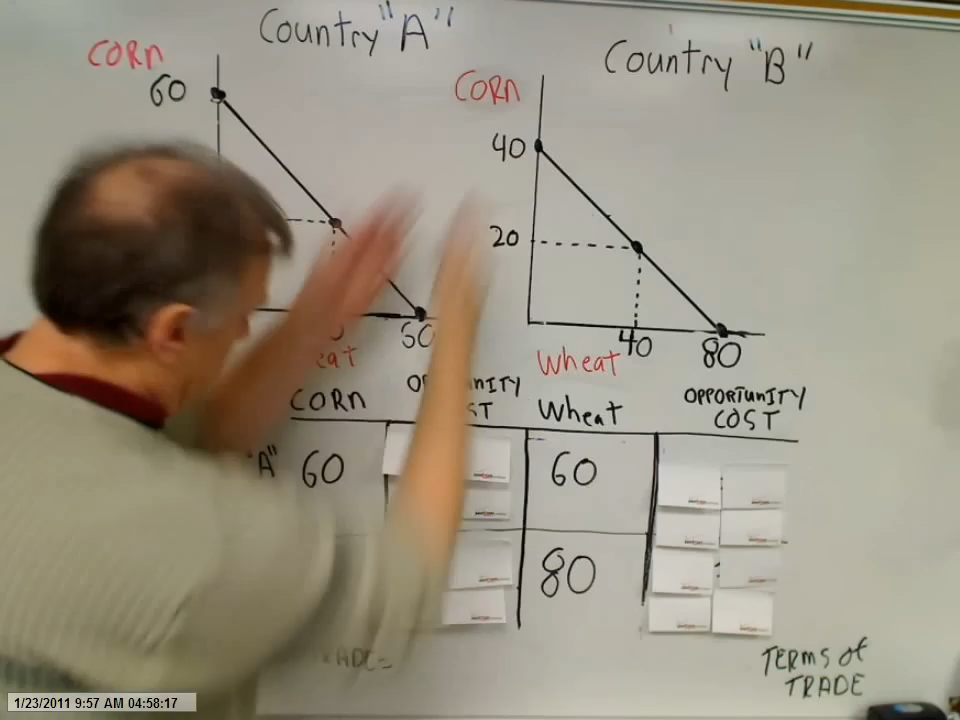 Country "A"
Country "B"
CORN
60
CORN
40
20
60
Wheat
40
80
CORN
Wheat
OPPORTUNITY
COST
"A"
60
60
80
TERMS of
TRADE
1/23/2011 9:57 AM 04:58:17